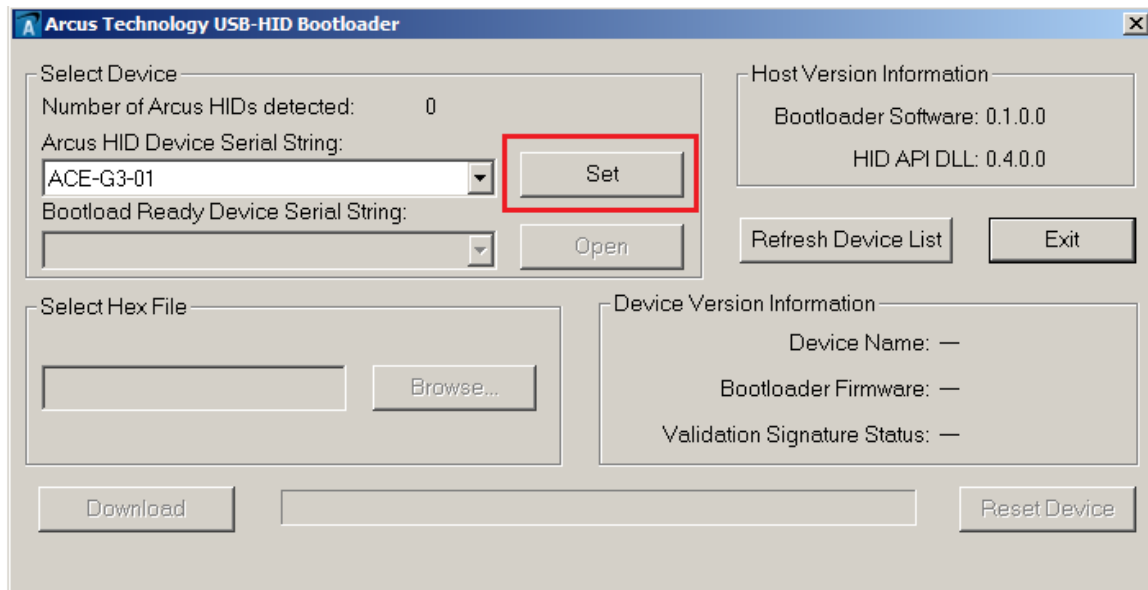 Arcus Technology USB-HID Bootloader
Select Device
Number of Arcus HIDs detected: 0
Arcus HID Device Serial String:
ACE-G3-01
Set
Bootload Ready Device Serial String:
Open
Host Version Information
Bootloader Software: 0.1.0.0
HID API DLL: 0.4.0.0
Refresh Device List
Exit
Select Hex File
Browse...
Device Version Information
Device Name: —
Bootloader Firmware: —
Validation Signature Status: —
Download
Reset Device